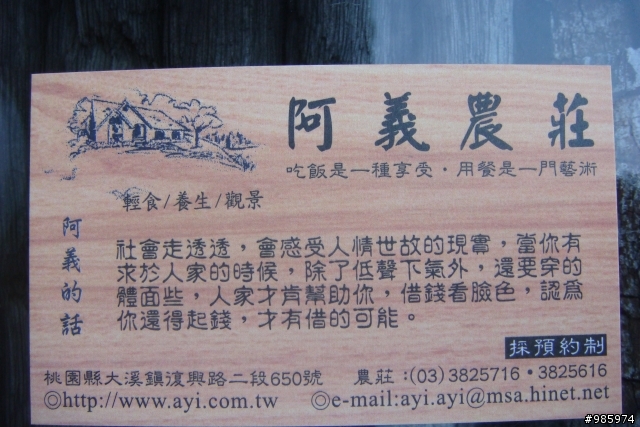 阿義農莊
吃飯是一種享受‧用餐是一門藝術
輕食/養生/觀景
阿義的話
社會走透透，會感受人情世故的現實，當你有
求於人家的時候，除了低聲下氣外，還要穿的
體面些，人家才肯幫助你，借錢看臉色，認為
你還得起錢，才有借的可能。
採預約制
桃園縣大溪鎮復興路二段650號 農莊：(03)3825716‧3825616
◎http://www.ayi.com.tw ◎e-mail:ayi.ayi@msa.hinet.net
#985974